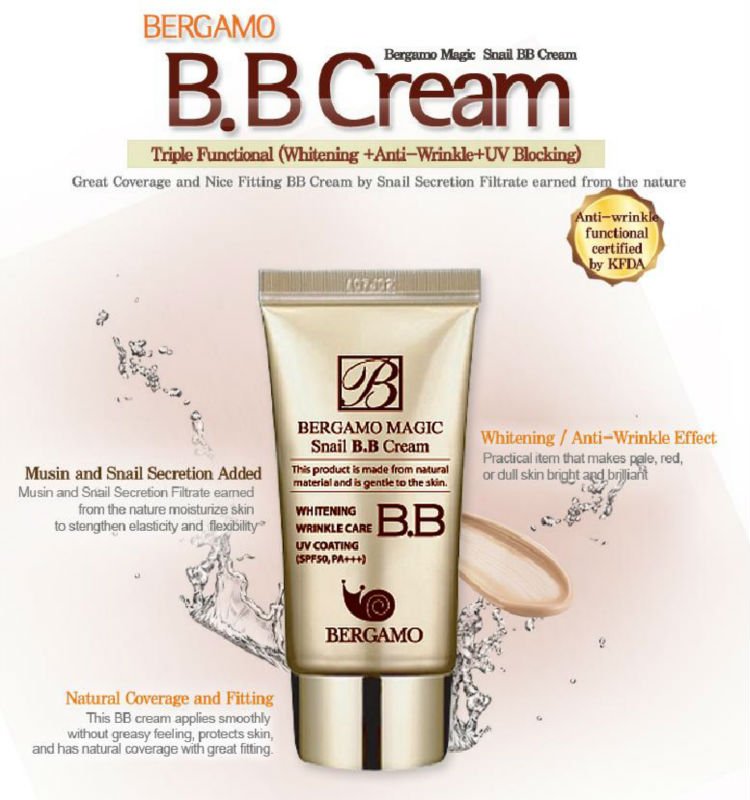 BERGAMO
Bergamo Magic Snail BB Cream
B.B Cream
Triple Functional (Whitening +Anti-Wrinkle+UV Blocking)
Great Coverage and Nice Fitting BB Cream by Snail Secretion Filtrate earned from the nature
Anti-wrinkle
functional
certified
by KFDA
B
BERGAMO MAGIC
Snail B.B Cream
This product is made from natural
material and is gentle to the skin.
WHITENING
WRINKLE CARE
UV COATING
(SPF50, PA+++)
B.B
BERGAMO
Whitening / Anti-Wrinkle Effect
Practical item that makes pale, red,
or dull skin bright and brilliant
Musin and Snail Secretion Added
Musin and Snail Secretion Filtrate earned
from the nature moisturize skin
to stengthen elasticity and flexibility
Natural Coverage and Fitting
This BB cream applies smoothly
without greasy feeling, protects skin,
and has natural coverage with great fitting.